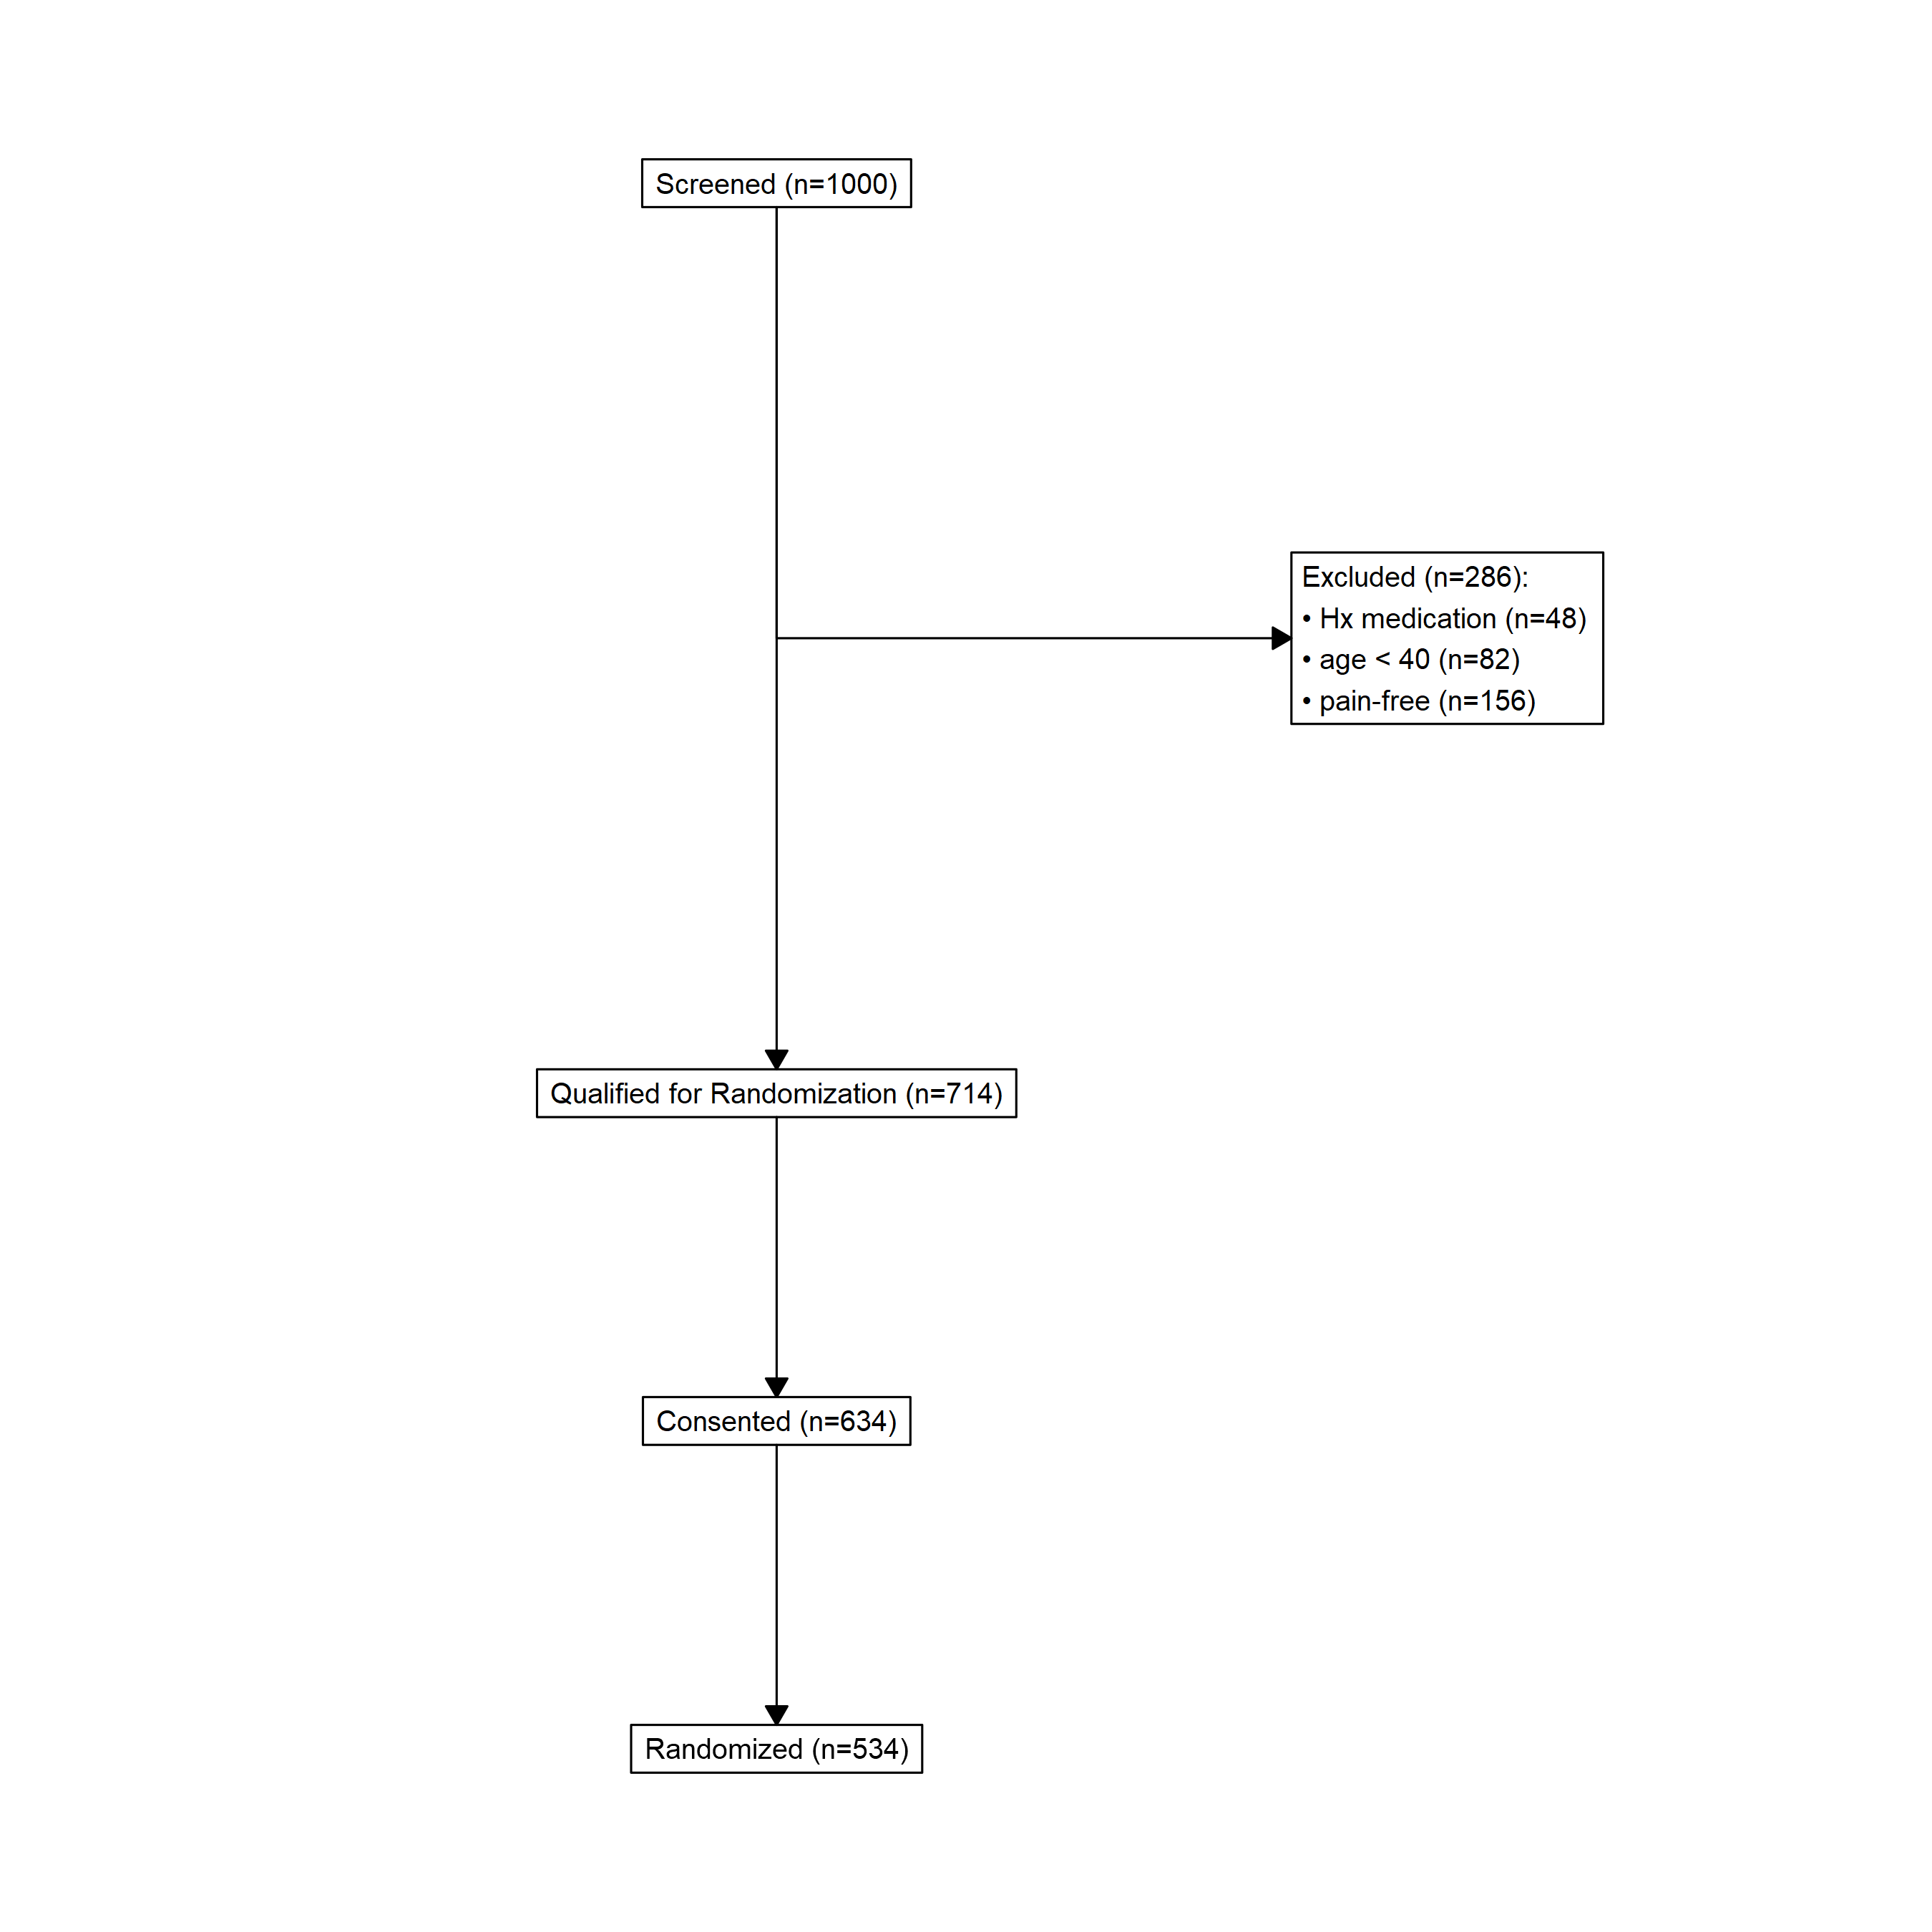 Screened (n=1000)
Excluded (n=286):
• Hx medication (n=48)
• age < 40 (n=82)
• pain-free (n=156)
Qualified for Randomization (n=714)
Consented (n=634)
Randomized (n=534)